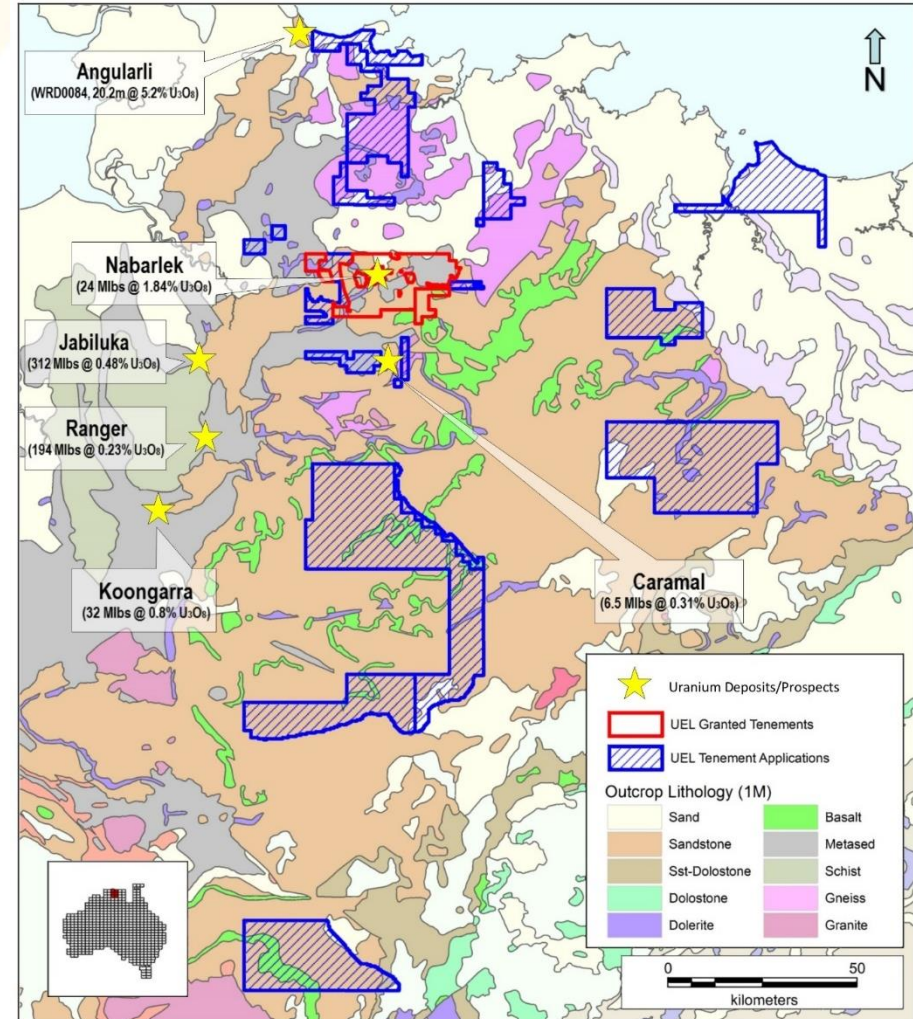 N
Angularli
(WRD0084, 20.2m @ 5.2% U₃O₈)
Nabarlek
(24 Mlbs @ 1.84% U₃O₈)
Jabiluka
(312 Mlbs @ 0.48% U₃O₈)
Ranger
(194 Mlbs @ 0.23% U₃O₈)
Koongarra
(32 Mlbs @ 0.8% U₃O₈)
Caramal
(6.5 Mlbs @ 0.31% U₃O₈)
Uranium Deposits/Prospects
UEL Granted Tenements
UEL Tenement Applications
Outcrop Lithology (1M)
Sand
Sandstone
Sst-Dolostone
Dolostone
Dolerite
Basalt
Metased
Schist
Gneiss
Granite
0 50
kilometers